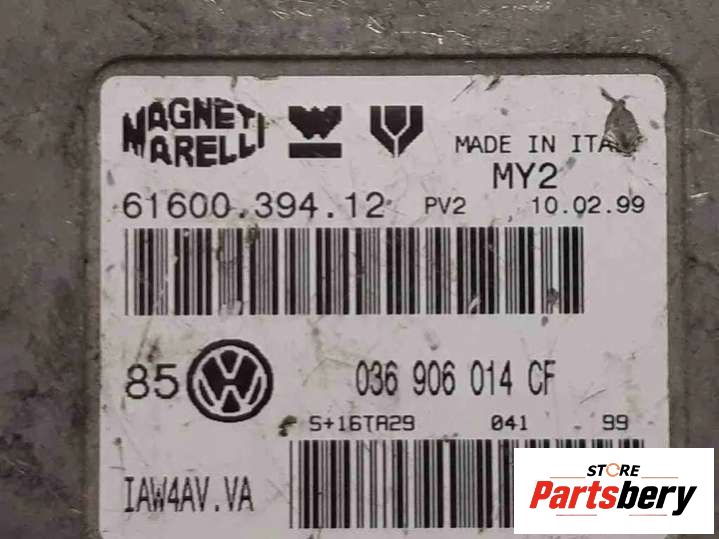 MAGNETI
MARELLI
MADE IN ITA
MY2
61600.394.12 PV2 10.02.99
85 036 906 014 CF
S+16TA29 041 99
IAW4AV.VA
STORE
Partsbery